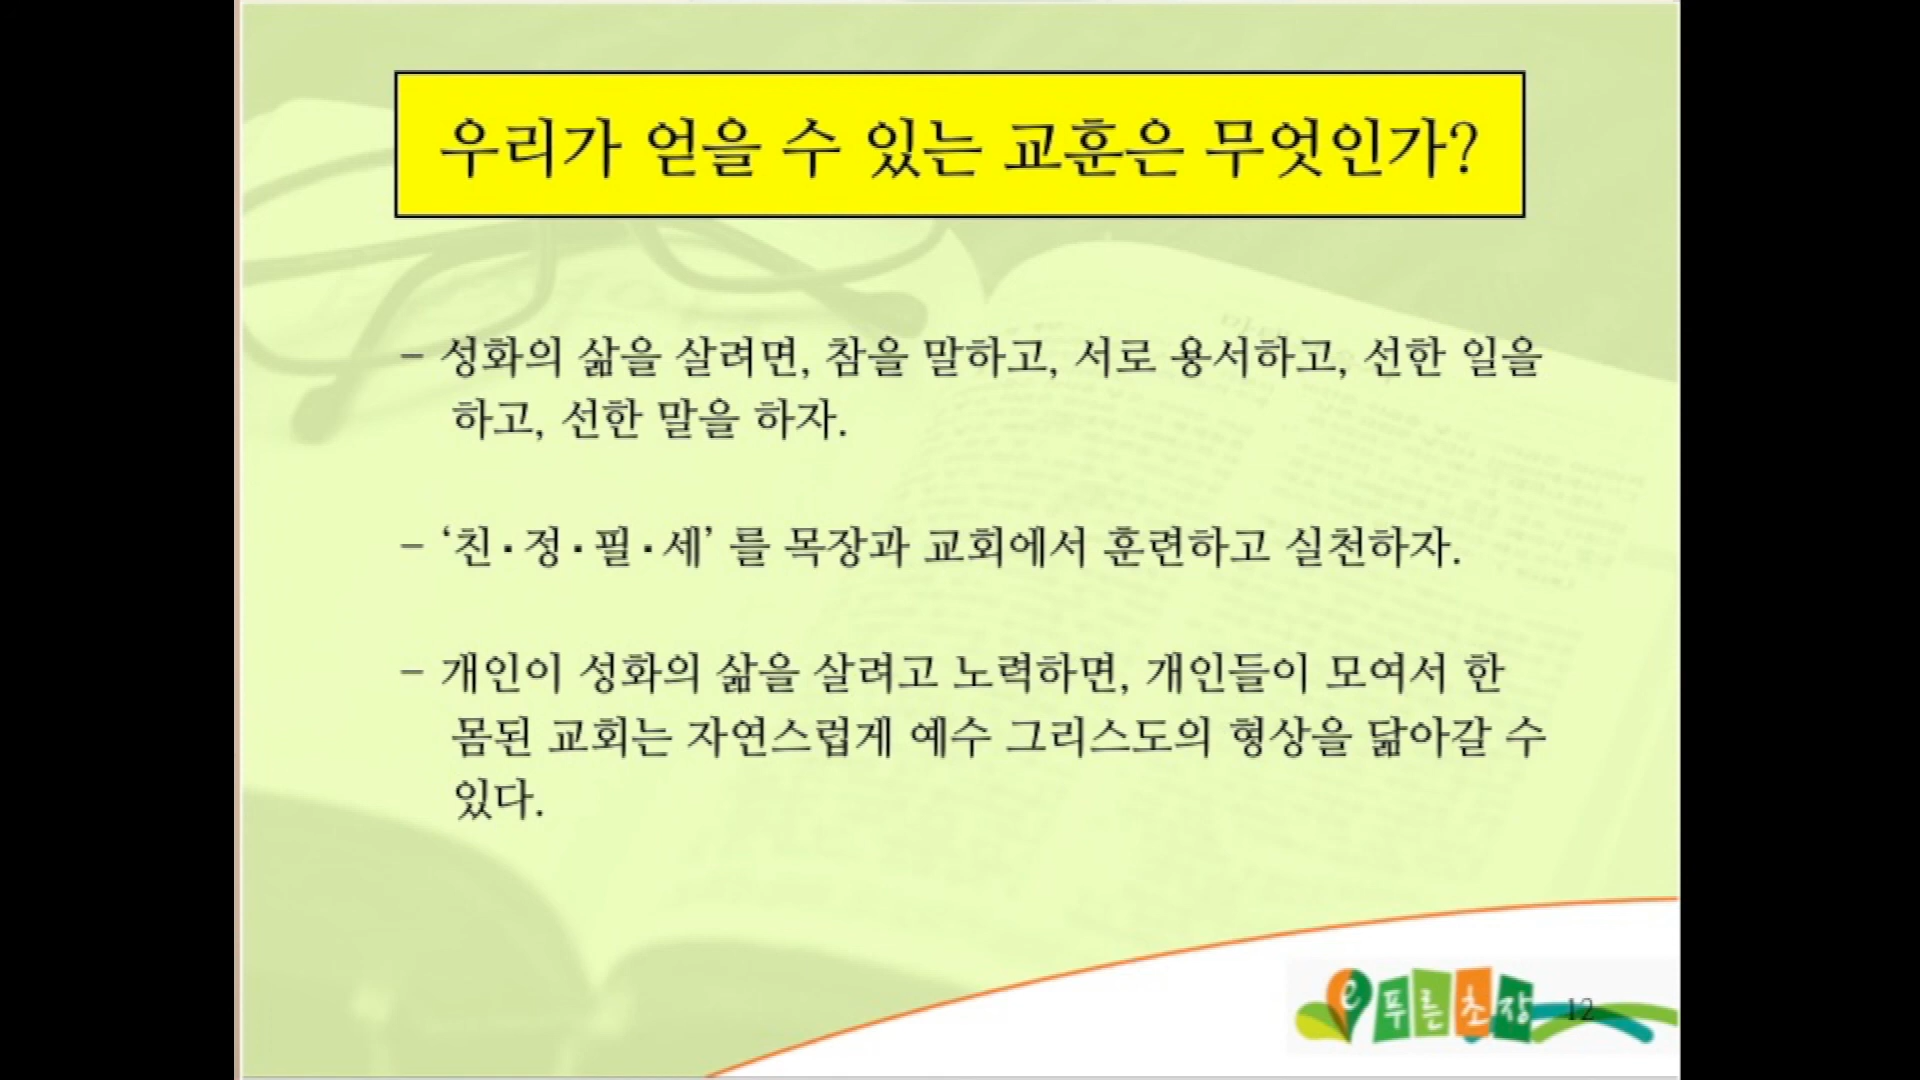 우리가 얻을 수 있는 교훈은 무엇인가?
- 성화의 삶을 살려면, 참을 말하고, 서로 용서하고, 선한 일을
하고, 선한 말을 하자.
- ‘친·정·필·세’ 를 목장과 교회에서 훈련하고 실천하자.
- 개인이 성화의 삶을 살려고 노력하면, 개인들이 모여서 한
몸된 교회는 자연스럽게 예수 그리스도의 형상을 닮아갈 수
있다.
e 푸른초장 12